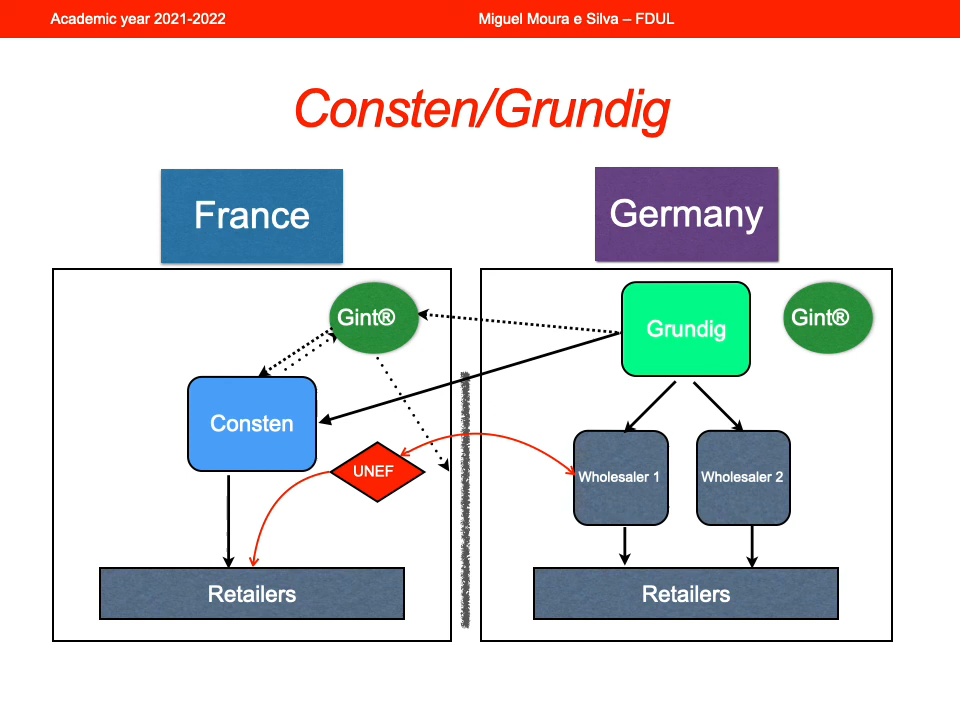 Academic year 2021-2022
Miguel Moura e Silva – FDUL
Consten/Grundig
France
Germany
Gint®
Grundig
Gint®
Consten
UNEF
Wholesaler 1
Wholesaler 2
Retailers
Retailers